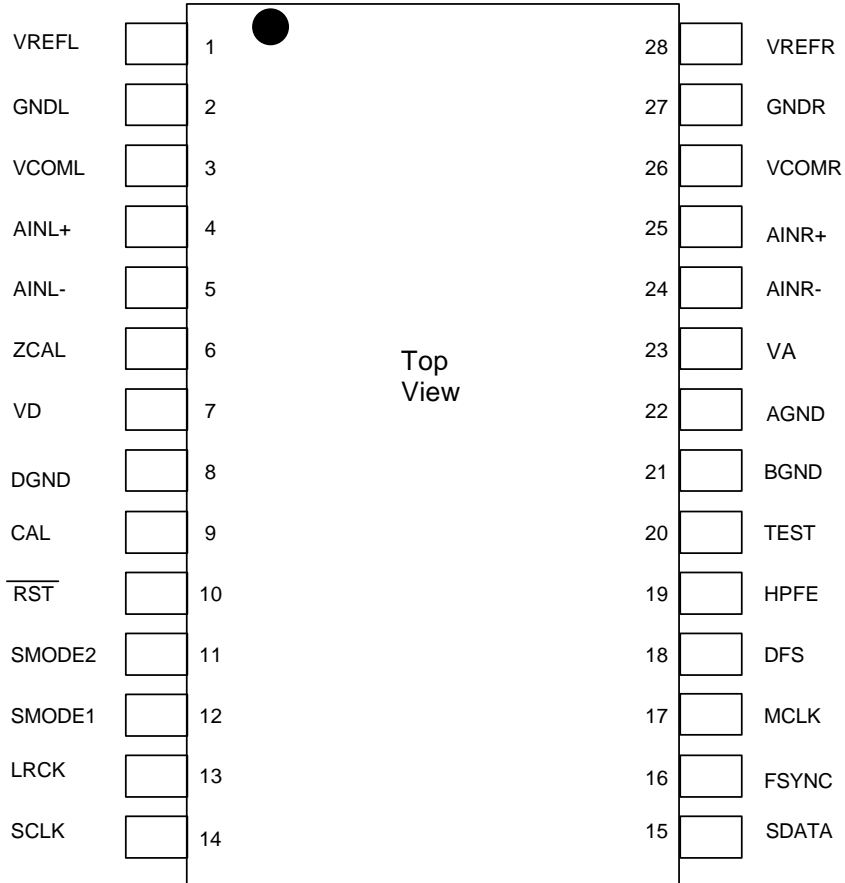 VREFL 1 28 VREFR
GNDL 2 27 GNDR
VCOML 3 26 VCOMR
AINL+ 4 25 AINR+
AINL- 5 24 AINR-
ZCAL 6 23 VA
Top
View
VD 7 22 AGND
DGND 8 21 BGND
CAL 9 20 TEST
RST 10 19 HPFE
SMODE2 11 18 DFS
SMODE1 12 17 MCLK
LRCK 13 16 FSYNC
SCLK 14 15 SDATA